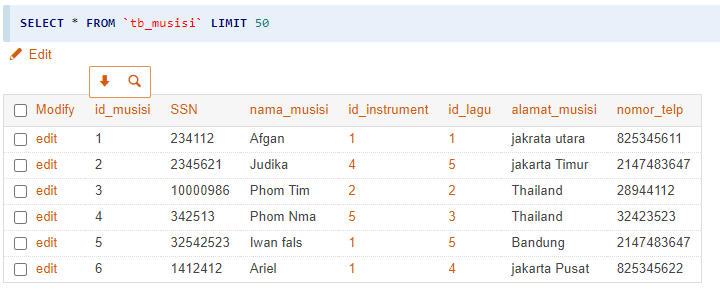 SELECT * FROM `tb_musisi` LIMIT 50
Edit
Modify id_musisi SSN nama_musisi id_instrument id_lagu alamat_musisi nomor_telp
edit 1 234112 Afgan 1 1 jakrata utara 825345611
edit 2 2345621 Judika 4 5 jakarta Timur 2147483647
edit 3 10000986 Phom Tim 2 2 Thailand 28944112
edit 4 342513 Phom Nma 5 3 Thailand 32423523
edit 5 32542523 Iwan fals 1 5 Bandung 2147483647
edit 6 1412412 Ariel 1 4 jakarta Pusat 825345622